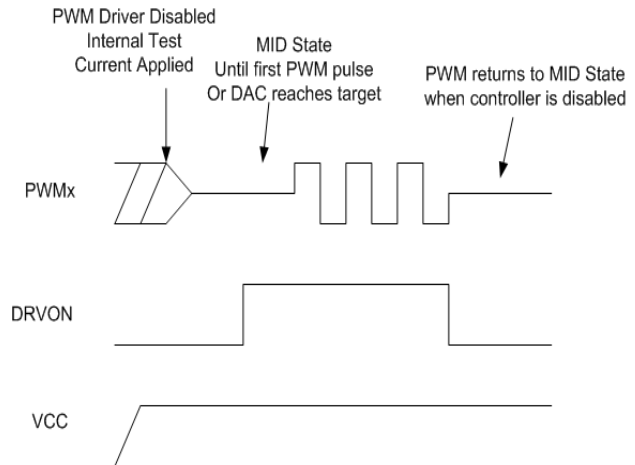 PWM Driver Disabled
Internal Test
Current Applied
MID State
Until first PWM pulse
Or DAC reaches target
PWM returns to MID State
when controller is disabled
PWMx
DRVON
VCC